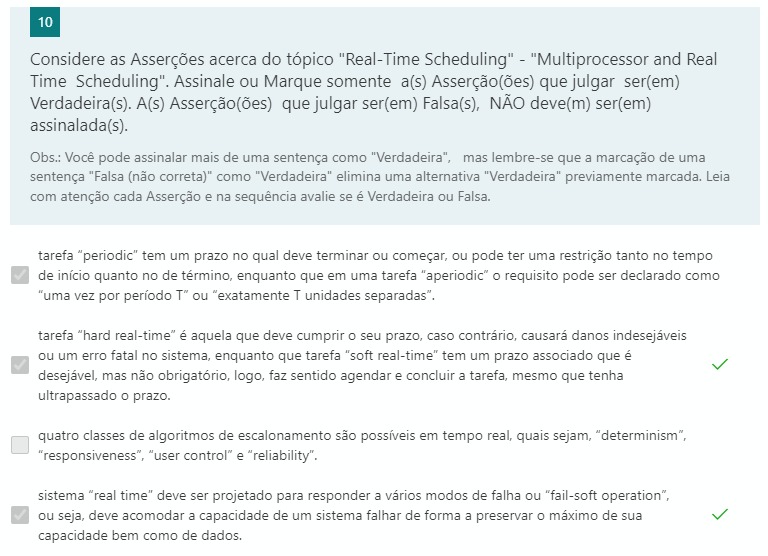 10
Considere as Asserções acerca do tópico "Real-Time Scheduling" - "Multiprocessor and Real
Time  Scheduling". Assinale ou Marque somente  a(s) Asserção(ões) que julgar  ser(em)
Verdadeira(s). A(s) Asserção(ões)  que julgar ser(em) Falsa(s),  NÃO deve(m) ser(em)
assinalada(s).
Obs.: Você pode assinalar mais de uma sentença como "Verdadeira",   mas lembre-se que a marcação de uma
sentença "Falsa (não correta)" como "Verdadeira" elimina uma alternativa "Verdadeira" previamente marcada. Leia
com atenção cada Asserção e na sequência avalie se é Verdadeira ou Falsa.
tarefa “periodic” tem um prazo no qual deve terminar ou começar, ou pode ter uma restrição tanto no tempo
de início quanto no de término, enquanto que em uma tarefa “aperiodic” o requisito pode ser declarado como
“uma vez por período T” ou “exatamente T unidades separadas”.
tarefa “hard real-time” é aquela que deve cumprir o seu prazo, caso contrário, causará danos indesejáveis
ou um erro fatal no sistema, enquanto que tarefa “soft real-time” tem um prazo associado que é
desejável, mas não obrigatório, logo, faz sentido agendar e concluir a tarefa, mesmo que tenha
ultrapassado o prazo.
quatro classes de algoritmos de escalonamento são possíveis em tempo real, quais sejam, “determinism”,
“responsiveness”, “user control” e “reliability”.
sistema “real time” deve ser projetado para responder a vários modos de falha ou “fail-soft operation”,
ou seja, deve acomodar a capacidade de um sistema falhar de forma a preservar o máximo de sua
capacidade bem como de dados.